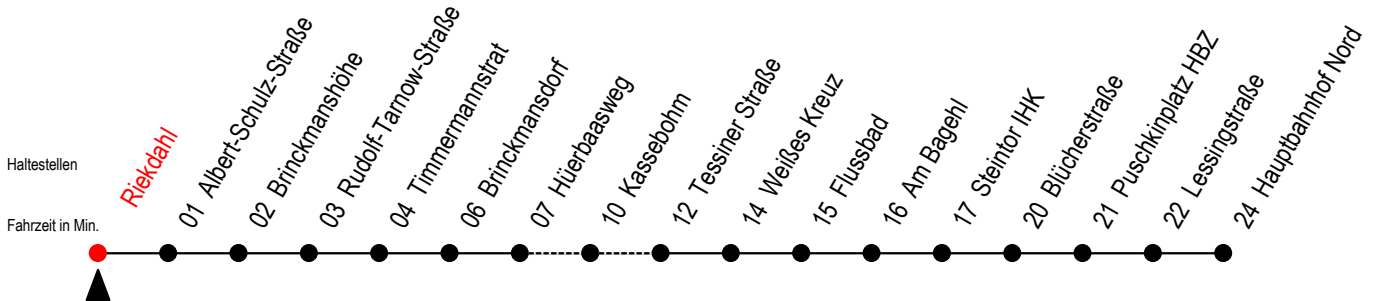 Haltestellen
Fahrzeit in Min.
Riekdahl
01 Albert-Schulz-Straße
02 Brinckmanshöhe
03 Rudolf-Tarnow-Straße
04 Timmermannstrat
06 Brinckmansdorf
07 Hüerbaasweg
10 Kassebohm
12 Tessiner Straße
14 Weißes Kreuz
15 Flussbad
16 Am Bagehl
17 Steintor IHK
20 Blücherstraße
21 Puschkinplatz HBZ
22 Lessingstraße
24 Hauptbahnhof Nord